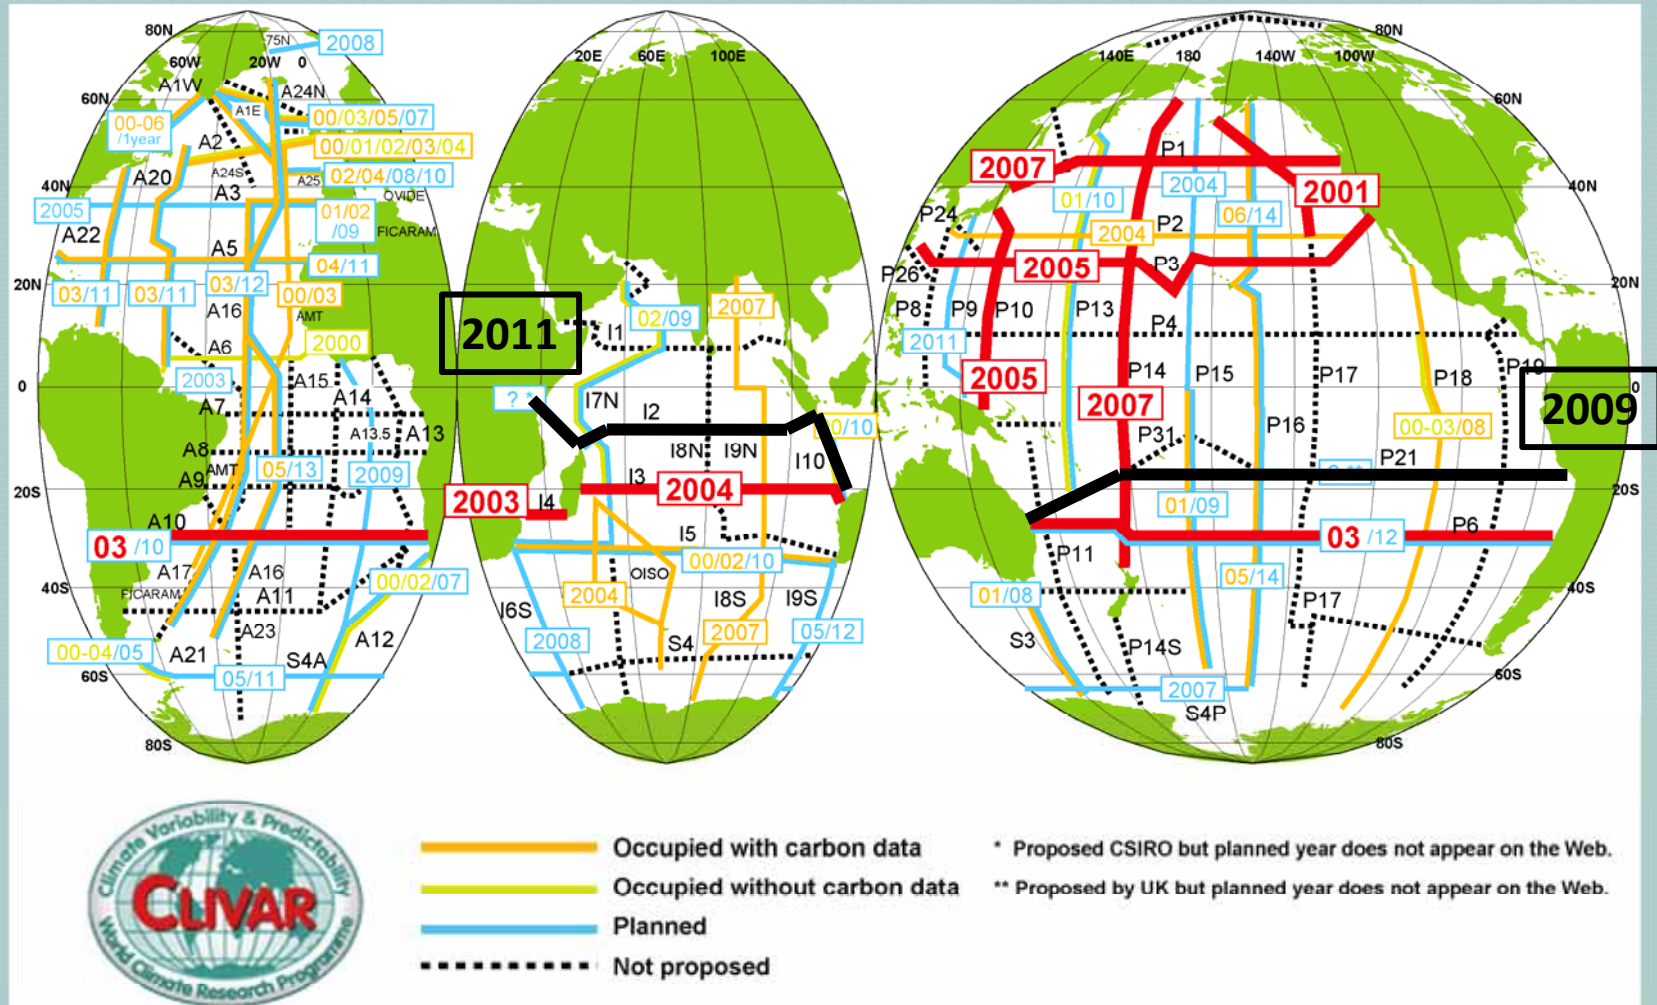 80N
75N
2008
60W
20W
0
A1W
A24N
60N
A1E
00-06
/1year
00/03/05/07
A2
00/01/02/03/04
A20
A24S
A25
02/04/08/10
40N
A3
OVIDE
2005
01/02
/09
A22
A5
FICARAM
04/11
20N
03/11
03/11
03/12
00/03
A16
AMT
A6
2000
2003
0
A15
A14
A7
A13.5
A13
A8
AMT
05/13
2009
A9
20S
A10
03 /10
A17
A16
FICARAM
A11
00/02/07
40S
A23
A12
00-04/05
A21
S4A
60S
05/11
80S
20E
60E
100E
2011
I1
02/09
2007
? *
I7N
I2
/10
I8N
I9N
I10
2003
I4
I3
2004
I5
00/02/10
OISO
2004
I6S
I8S
I9S
2008
S4
2007
05/12
80N
140E
180
140W
100W
60N
2007
P1
2004
2001
40N
01/10
06/14
P24
P2
2004
P26
2005
P3
20N
P8
P9
P10
P13
P4
2011
P14
P15
P17
P18
P19
0
2005
2007
2009
P16
00-03/08
P31
P21
20S
01/09
03 /12
P6
P11
05/14
01/08
P17
40S
S3
P14S
2007
60S
S4P
80S
Climate Variability & Predictability
CLIVAR
World Climate Research Programme
Occupied with carbon data
Occupied without carbon data
Planned
Not proposed
* Proposed CSIRO but planned year does not appear on the Web.
** Proposed by UK but planned year does not appear on the Web.